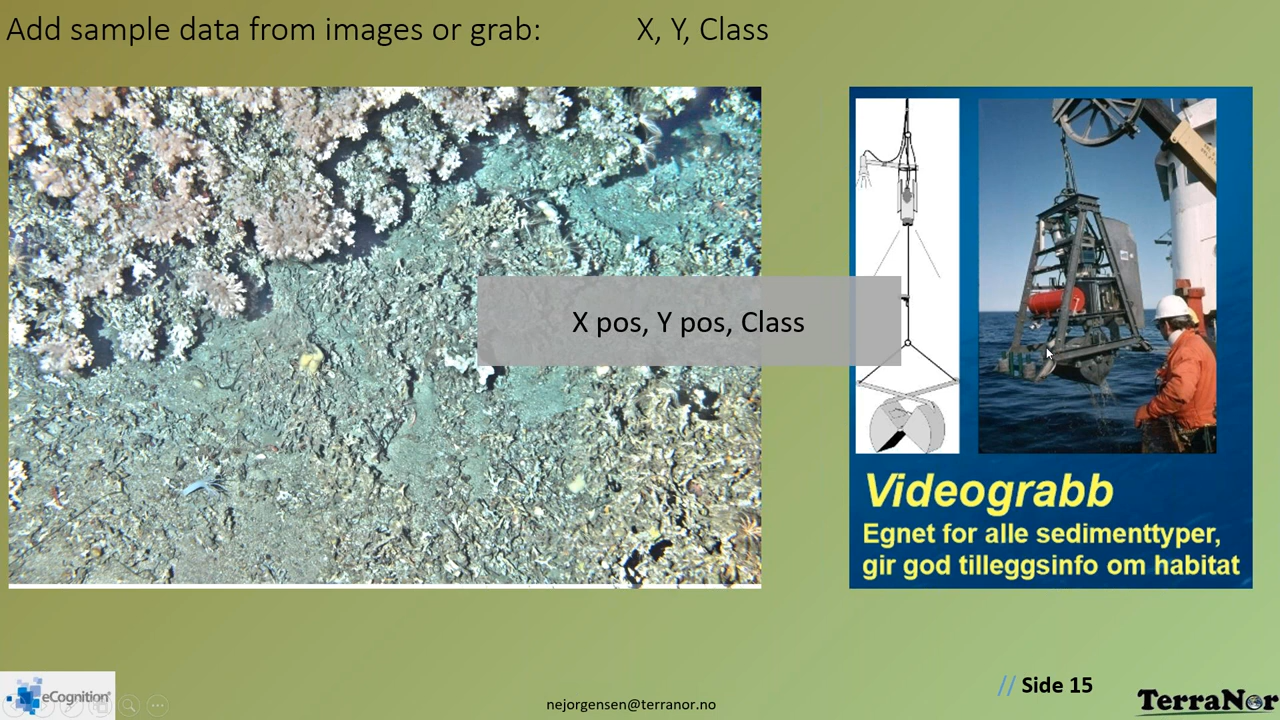 Add sample data from images or grab: X, Y, Class
X pos, Y pos, Class
Videograbb
Egnet for alle sedimenttyper,
gir god tilleggsinfo om habitat
// Side 15
eCognition
nejorgensen@terranor.no
TerraNor